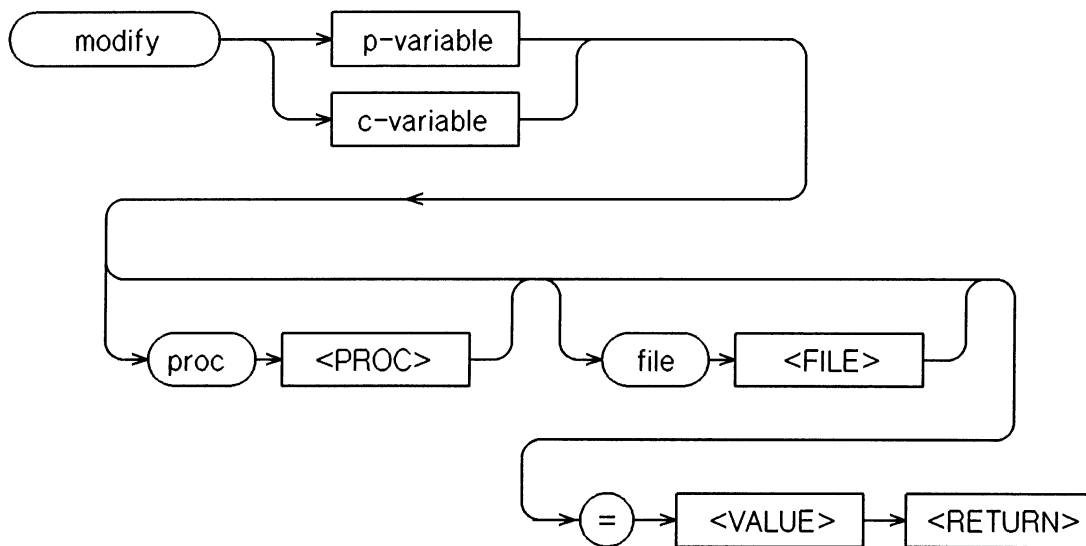 modify p-variable
c-variable
proc <PROC> file <FILE>
= <VALUE> <RETURN>